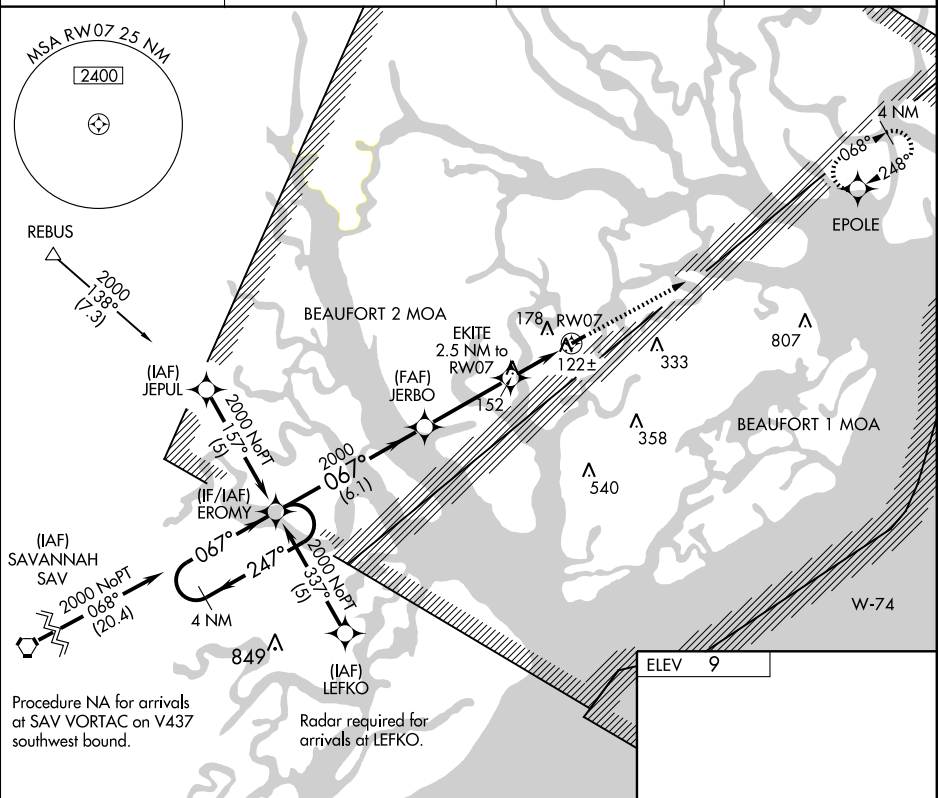 MSA RW07 25 NM
2400
REBUS
2000
138°
(7.3)
4 NM
068°
248°
EPOLE
BEAUFORT 2 MOA
178
RW07
122±
EKITE
2.5 NM to
RW07
152
333
807
(FAF)
JERBO
(IAF)
JEPUL
2000 NoPT
157°
(5)
358
BEAUFORT 1 MOA
540
2000
067°
(6.1)
(IF/IAF)
EROMY
067°
247°
4 NM
(IAF)
SAVANNAH
SAV
2000 NoPT
068°
(20.4)
2000 NoPT
337°
(5)
W-74
849
(IAF)
LEFKO
ELEV 9
Procedure NA for arrivals
at SAV VORTAC on V437
southwest bound.
Radar required for
arrivals at LEFKO.